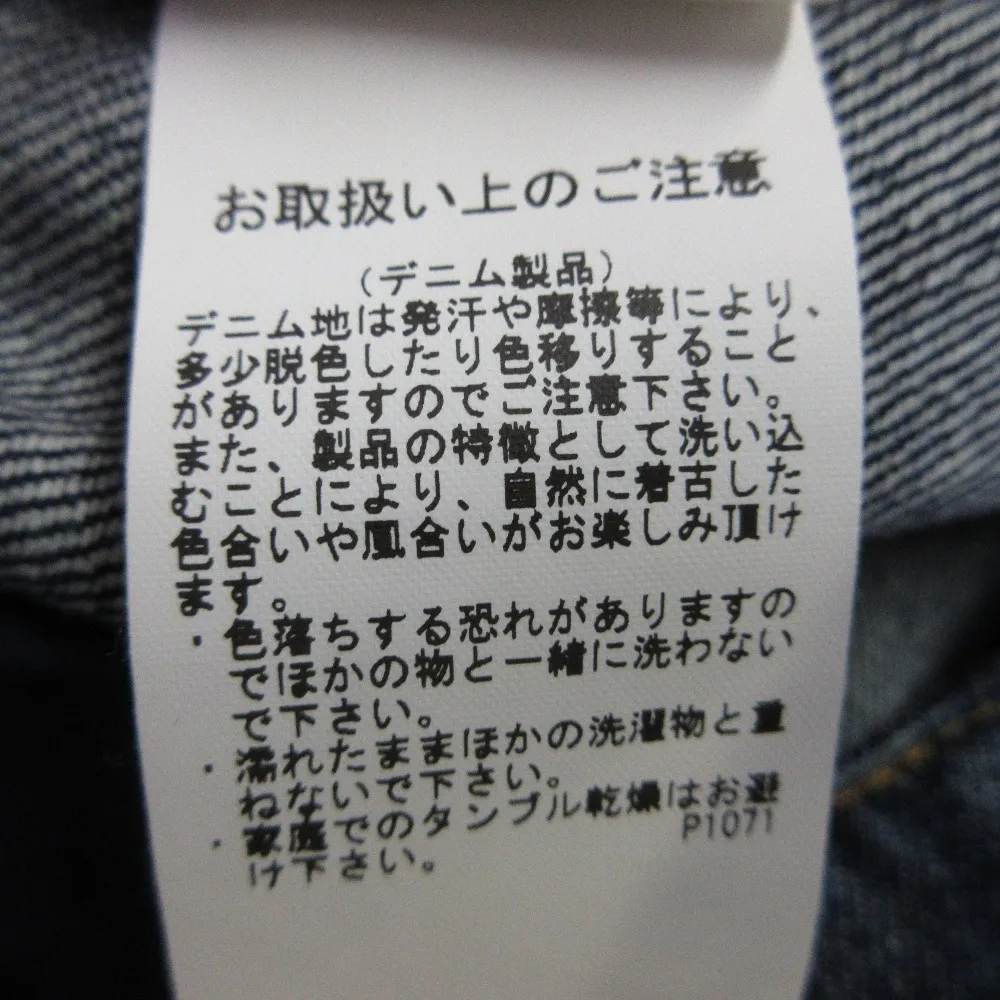 お取扱い上のご注意
(デニム製品)
デニム地は発汗や摩擦等により、
多少脱色したり色移りすること
がありますのでご注意下さい。
また、製品の特徴として洗い込
むことにより、自然に着古した
色合いや風合いがお楽しみ頂け
ます。
・色落ちする恐れがありますの
でほかの物と一緒に洗わない
で下さい。
・濡れたままほかの洗濯物と重
ねないで下さい。
・家庭でのタンブル乾燥はお避
け下さい。
P1071